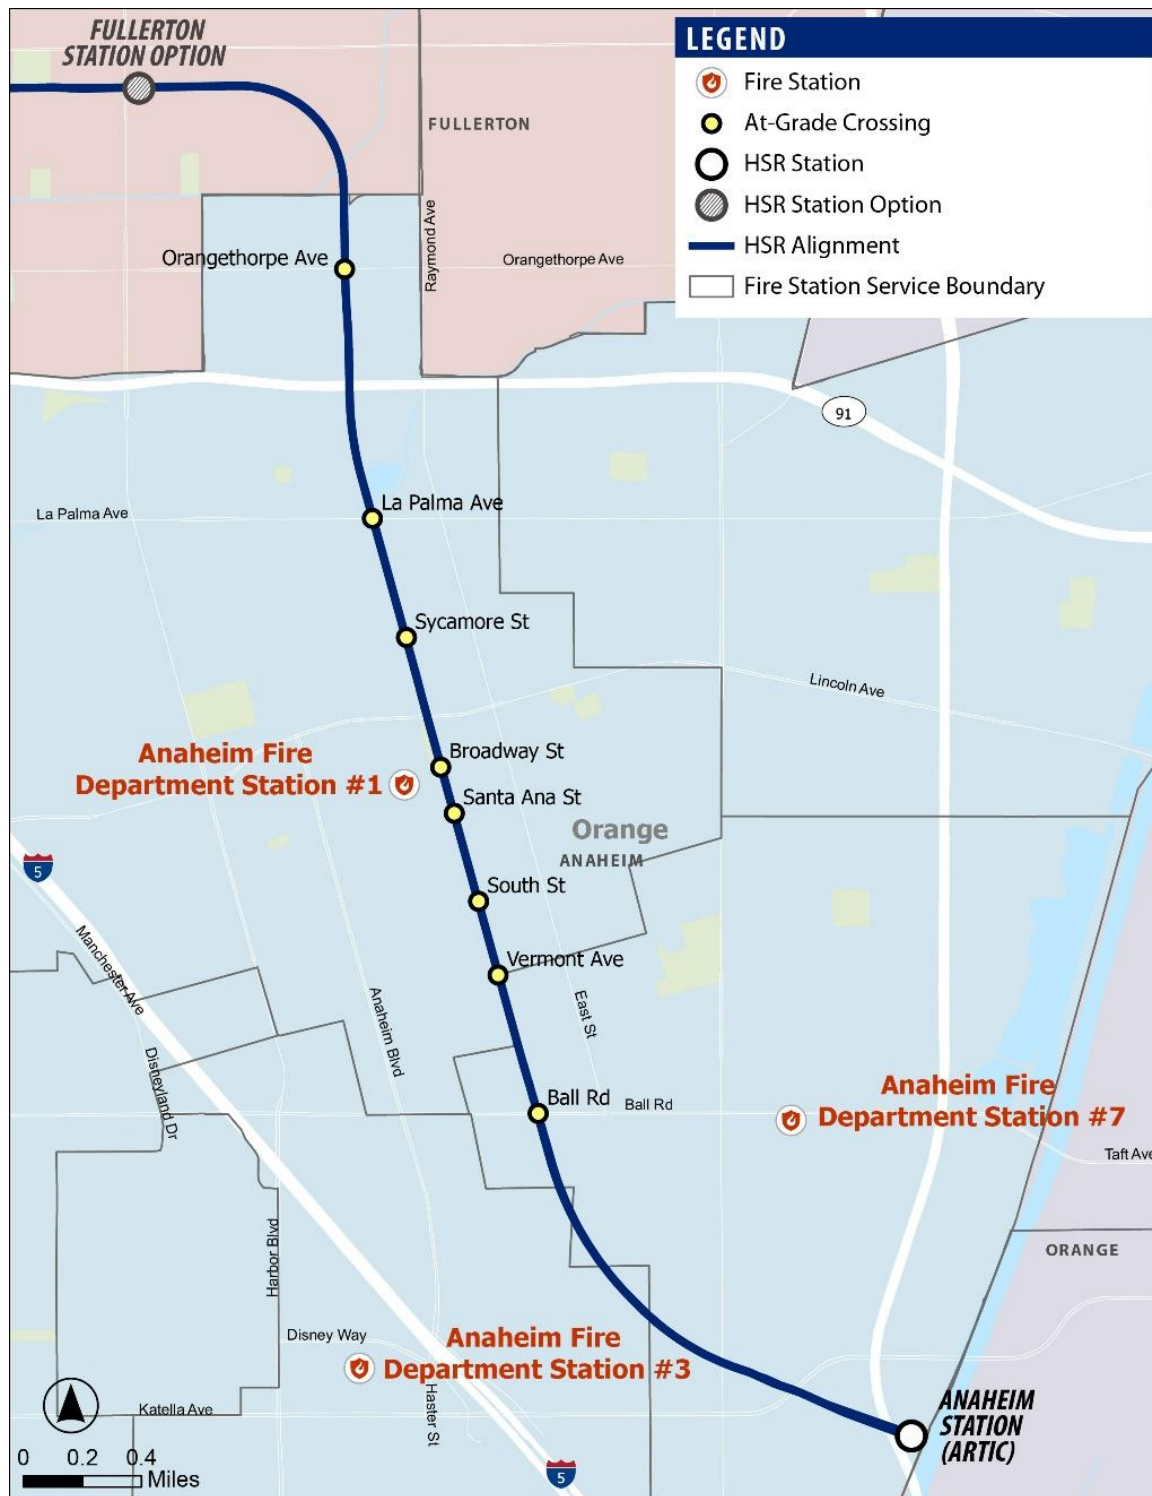 FULLERTON
STATION OPTION
LEGEND
Fire Station
At-Grade Crossing
HSR Station
HSR Station Option
HSR Alignment
Fire Station Service Boundary
FULLERTON
Raymond Ave
Orangethorpe Ave
Orangethorpe Ave
91
La Palma Ave
La Palma Ave
Sycamore St
Lincoln Ave
Broadway St
Anaheim Fire
Department Station #1
Santa Ana St
Orange
ANAHEIM
5
South St
Manchester Ave
Vermont Ave
East St
Anaheim Blvd
Disneyland Dr
Ball Rd
Ball Rd
Anaheim Fire
Department Station #7
Taft Ave
Harbor Blvd
ORANGE
Disney Way
Anaheim Fire
Department Station #3
Haster St
Katella Ave
ANAHEIM
STATION
(ARTIC)
0 0.2 0.4
Miles
5